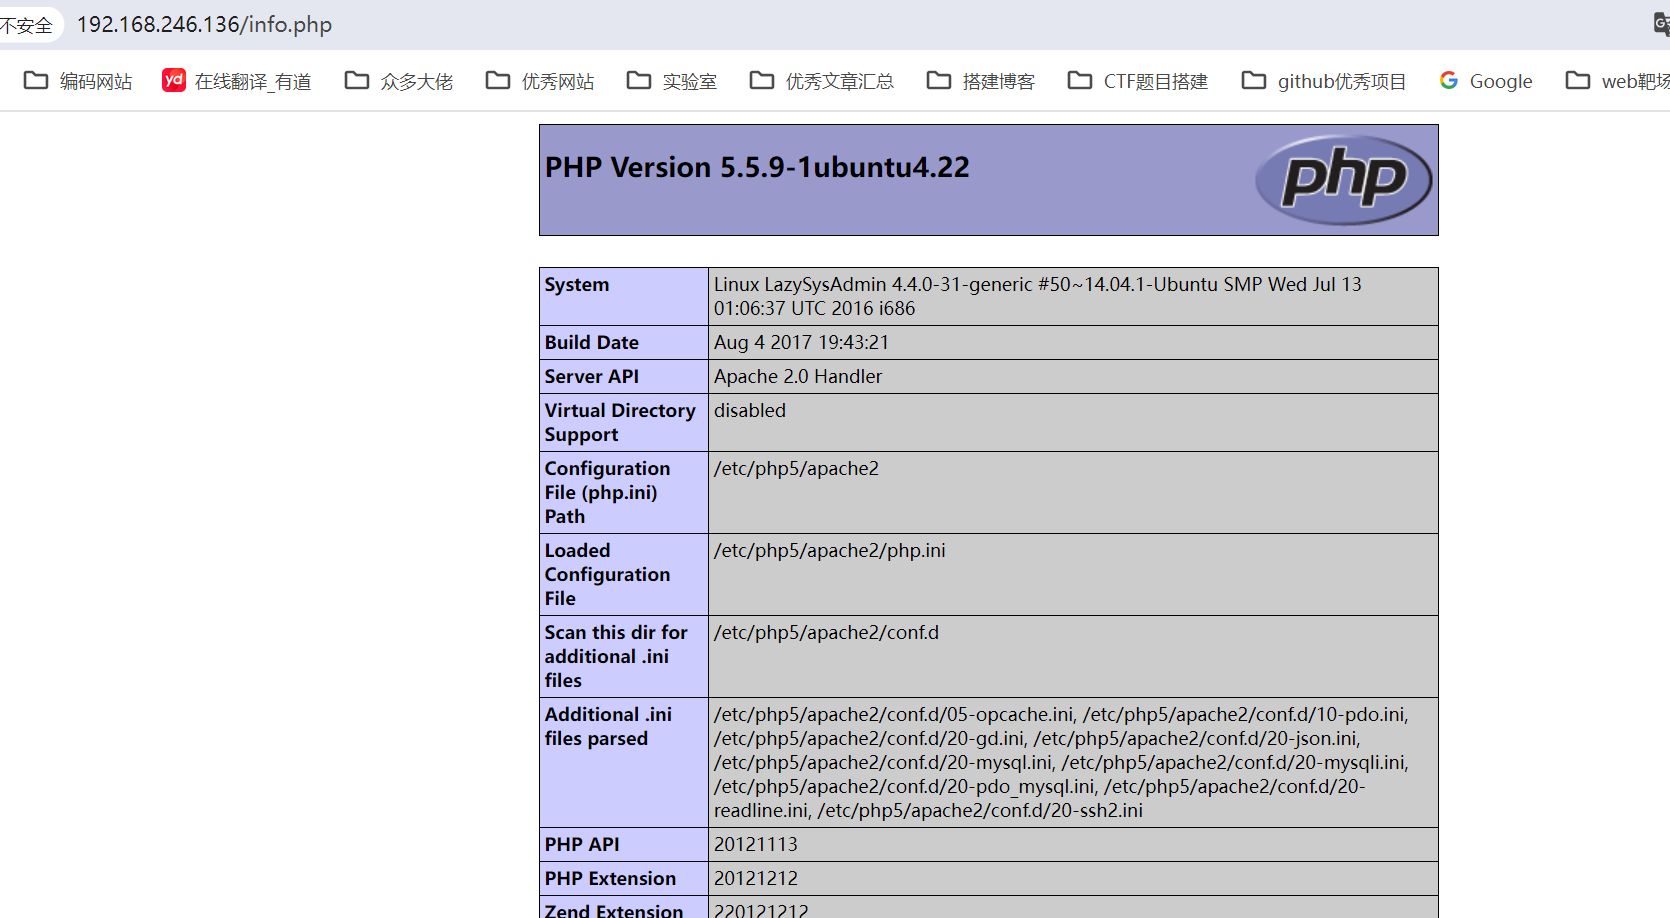 不安全 192.168.246.136/info.php
编码网站 在线翻译_有道 众多大佬 优秀网站 实验室 优秀文章汇总 搭建博客 CTF题目搭建 github优秀项目 Google web靶场
PHP Version 5.5.9-1ubuntu4.22
php
System
Linux LazySysAdmin 4.4.0-31-generic #50~14.04.1-Ubuntu SMP Wed Jul 13
01:06:37 UTC 2016 i686
Build Date
Aug 4 2017 19:43:21
Server API
Apache 2.0 Handler
Virtual Directory
Support
disabled
Configuration
File (php.ini)
Path
/etc/php5/apache2
Loaded
Configuration
File
/etc/php5/apache2/php.ini
Scan this dir for
additional .ini
files
/etc/php5/apache2/conf.d
Additional .ini
files parsed
/etc/php5/apache2/conf.d/05-opcache.ini, /etc/php5/apache2/conf.d/10-pdo.ini,
/etc/php5/apache2/conf.d/20-gd.ini, /etc/php5/apache2/conf.d/20-json.ini,
/etc/php5/apache2/conf.d/20-mysql.ini, /etc/php5/apache2/conf.d/20-mysqli.ini,
/etc/php5/apache2/conf.d/20-pdo_mysql.ini, /etc/php5/apache2/conf.d/20-
readline.ini, /etc/php5/apache2/conf.d/20-ssh2.ini
PHP API
20121113
PHP Extension
20121212
Zend Extension
220121212